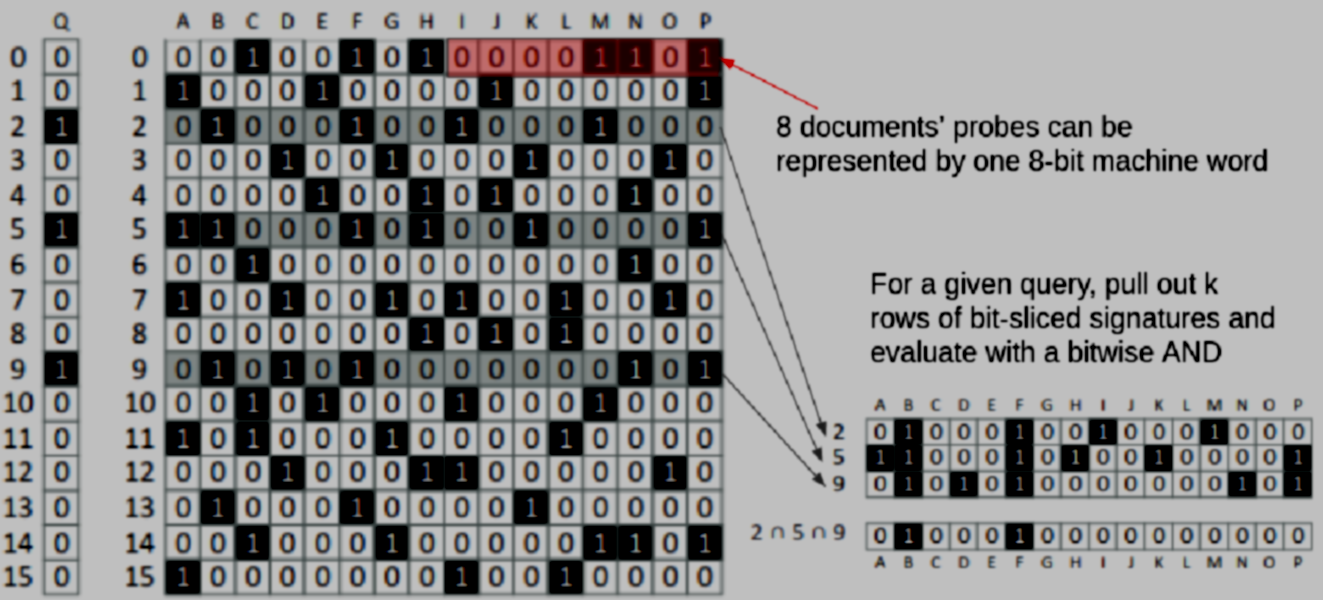 Q A B C D E F G H I J K L M N O P
0 0 0 0 0 1 0 0 1 0 1 0 0 0 0 1 1 0 1
1 0 1 1 0 0 0 1 0 0 0 0 1 0 0 0 0 0 1
2 1 2 0 1 0 0 0 1 0 0 1 0 0 0 1 0 0 0
3 0 3 0 0 0 1 0 0 1 0 0 0 1 0 0 0 1 0
4 0 4 0 0 0 0 1 0 0 1 0 1 0 0 0 1 0 0
5 1 5 1 1 0 0 0 1 0 1 0 0 1 0 0 0 0 1
6 0 6 0 0 1 0 0 0 0 0 0 0 0 0 0 1 0 0
7 0 7 1 0 0 1 0 0 1 0 1 0 0 1 0 0 1 0
8 0 8 0 0 0 0 0 0 0 1 0 1 0 1 0 0 0 0
9 1 9 0 1 0 1 0 1 0 0 0 0 0 0 0 1 0 1
10 0 10 0 0 1 0 1 0 0 0 1 0 0 0 1 0 0 0
11 0 11 1 0 1 0 0 0 1 0 0 0 0 1 0 0 0 0
12 0 12 0 0 0 1 0 0 0 1 1 0 0 0 0 0 1 0
13 0 13 0 1 0 0 0 1 0 0 0 0 1 0 0 0 0 0
14 0 14 0 0 1 0 0 0 1 0 0 0 0 0 1 1 0 1
15 0 15 1 0 0 0 0 0 0 0 1 0 0 1 0 0 0 0
8 documents' probes can be
represented by one 8-bit machine word
For a given query, pull out k
rows of bit-sliced signatures and
evaluate with a bitwise AND
A B C D E F G H I J K L M N O P
2 0 1 0 0 0 1 0 0 1 0 0 0 1 0 0 0
5 1 1 0 0 0 1 0 1 0 0 1 0 0 0 0 1
9 0 1 0 1 0 1 0 0 0 0 0 0 0 1 0 1
2 ∩ 5 ∩ 9 0 1 0 0 0 1 0 0 0 0 0 0 0 0 0 0
A B C D E F G H I J K L M N O P